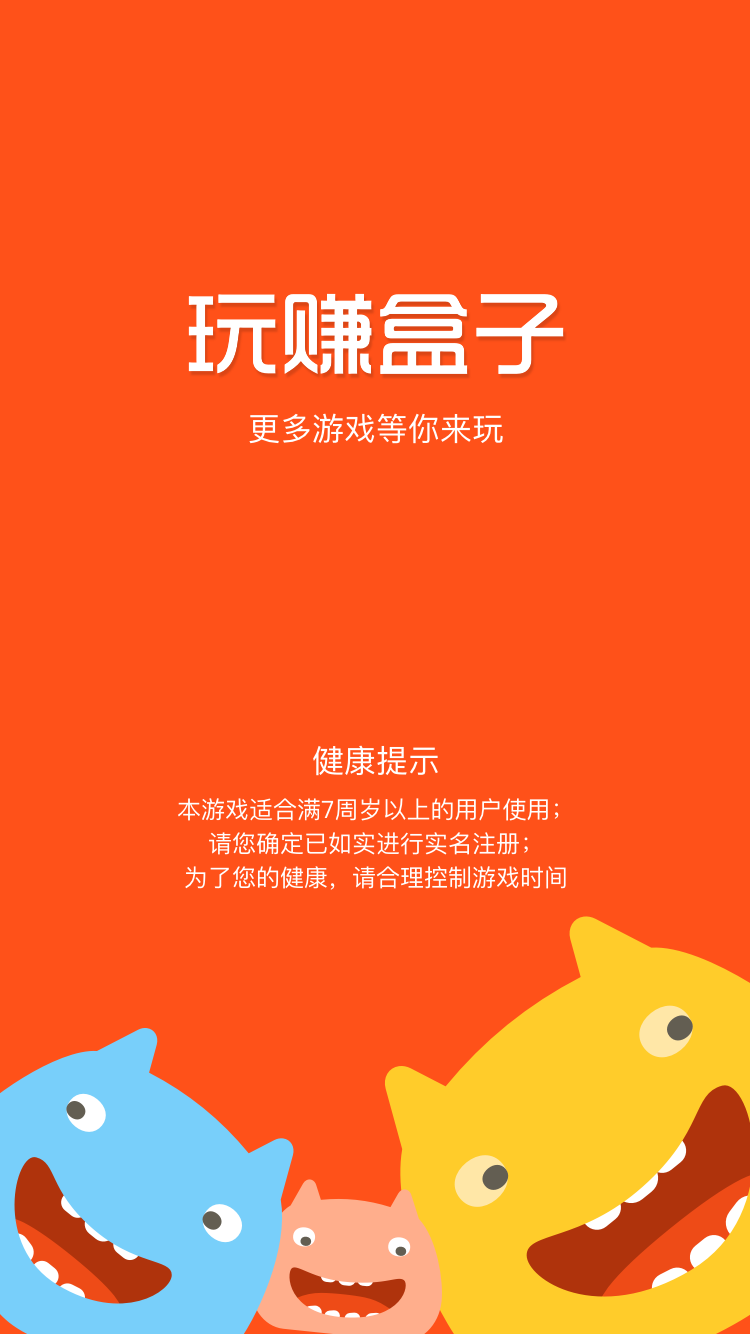 玩赚盒子
更多游戏等你来玩
健康提示
本游戏适合满7周岁以上的用户使用；
请您确定已如实进行实名注册；
为了您的健康，请合理控制游戏时间